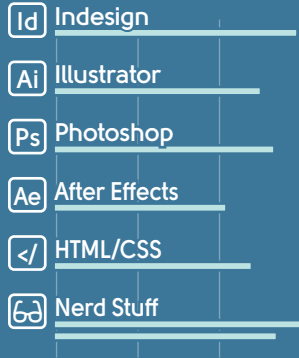 Id Indesign
Ai Illustrator
Ps Photoshop
Ae After Effects
</ HTML/CSS
Nerd Stuff